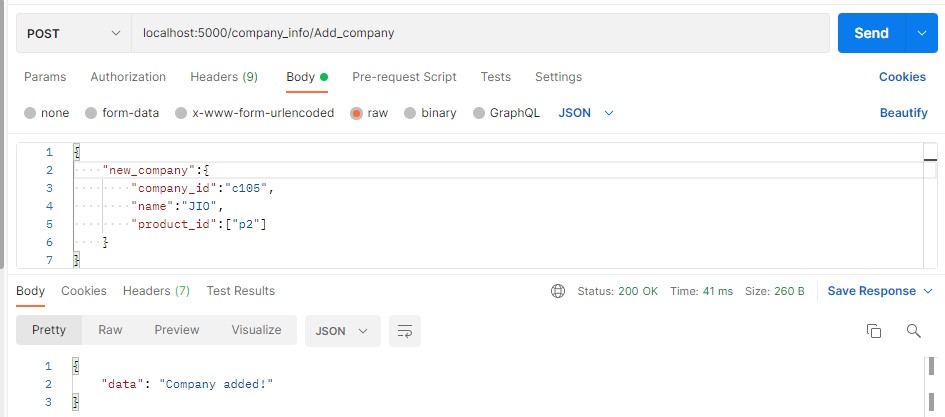 POST localhost:5000/company_info/Add_company Send
Params Authorization Headers (9) Body Pre-request Script Tests Settings Cookies
none form-data x-www-form-urlencoded raw binary GraphQL JSON Beautify
1 {
2 "new_company":{
3 "company_id":"c105",
4 "name":"JIO",
5 "product_id":["p2"]
6 }
7 }
Body Cookies Headers (7) Test Results Status: 200 OK Time: 41 ms Size: 260 B Save Response
Pretty Raw Preview Visualize JSON
1 {
2 "data": "Company added!"
3 }